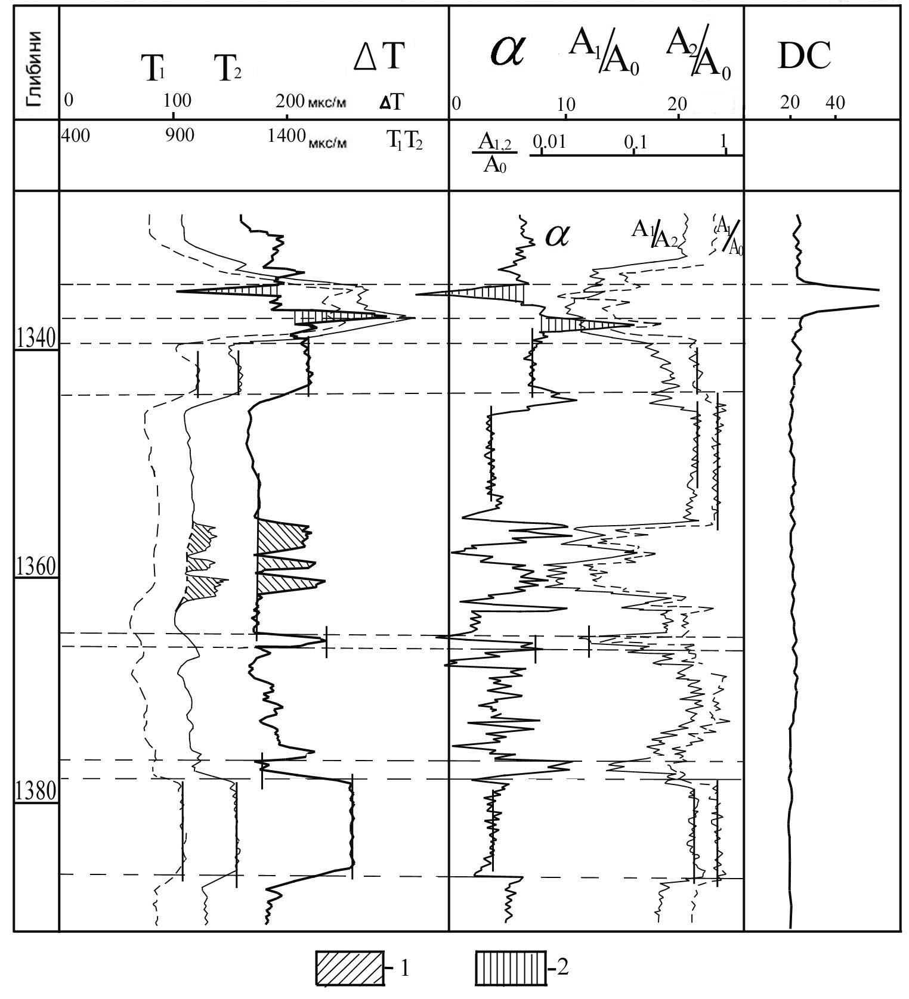 Глибини
T₁ T₂ ΔT α A₁/A₀ A₂/A₀ DC
0 100 200 мкс/м ΔT 0 10 20 20 40
400 900 1400 мкс/м T₁T₂ A₁,₂/A₀ 0.01 0.1 1
α A₁/A₂ A₁/A₀
1340
1360
1380
1 2